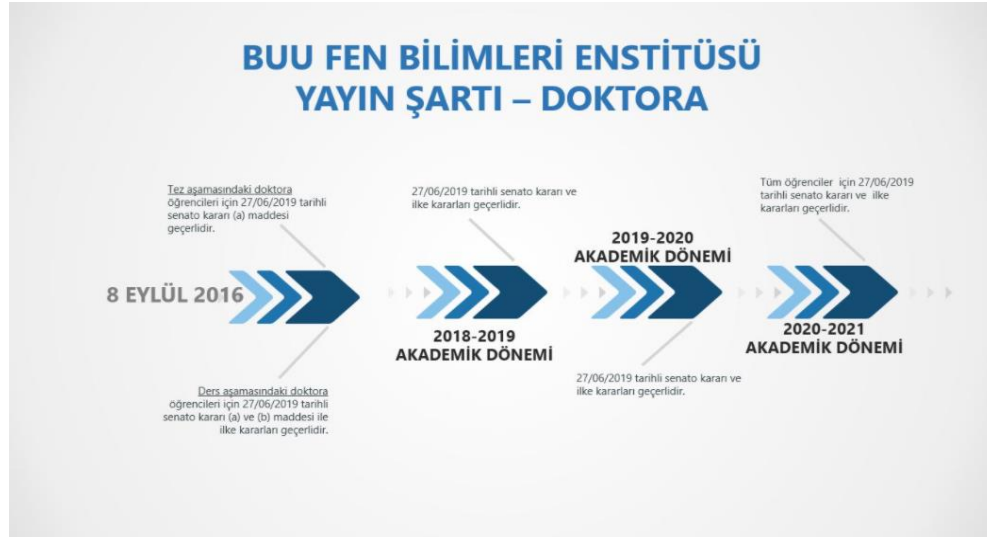 BUU FEN BİLİMLERİ ENSTİTÜSÜ
YAYIN ŞARTI – DOKTORA
Tez aşamasındaki doktora
öğrencileri için 27/06/2019 tarihli
senato kararı (a) maddesi
geçerlidir.
8 EYLÜL 2016
Ders aşamasındaki doktora
öğrencileri için 27/06/2019 tarihli
senato kararı (a) ve (b) maddesi ile
ilke kararları geçerlidir.
27/06/2019 tarihli senato kararı ve
ilke kararları geçerlidir.
2018-2019
AKADEMİK DÖNEMİ
2019-2020
AKADEMİK DÖNEMİ
27/06/2019 tarihli senato kararı ve
ilke kararları geçerlidir.
Tüm öğrenciler için 27/06/2019
tarihli senato kararı ve ilke
kararları geçerlidir.
2020-2021
AKADEMİK DÖNEMİ